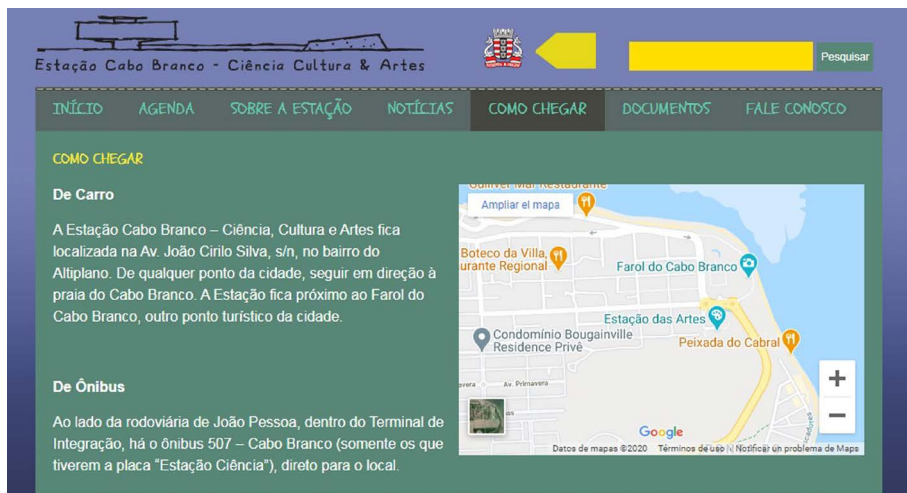 Estação Cabo Branco - Ciência Cultura & Artes
Pesquisar
INÍCIO AGENDA SOBRE A ESTAÇÃO NOTÍCIAS COMO CHEGAR DOCUMENTOS FALE CONOSCO
COMO CHEGAR
De Carro
A Estação Cabo Branco – Ciência, Cultura e Artes fica
localizada na Av. João Cirilo Silva, s/n, no bairro do
Altiplano. De qualquer ponto da cidade, seguir em direção à
praia do Cabo Branco. A Estação fica próximo ao Farol do
Cabo Branco, outro ponto turístico da cidade.
De Ônibus
Ao lado da rodoviária de João Pessoa, dentro do Terminal de
Integração, há o ônibus 507 – Cabo Branco (somente os que
tiverem a placa “Estação Ciência”), direto para o local.
Gulliver Mar Restaurante
Ampliar el mapa
Boteco da Villa,
urante Regional
Farol do Cabo Branco
Estação das Artes
Condomínio Bougainville
Residence Privê
Peixada do Cabral
Av. Primavera
Google
Datos de mapas ©2020 Términos de uso Notificar un problema de Maps